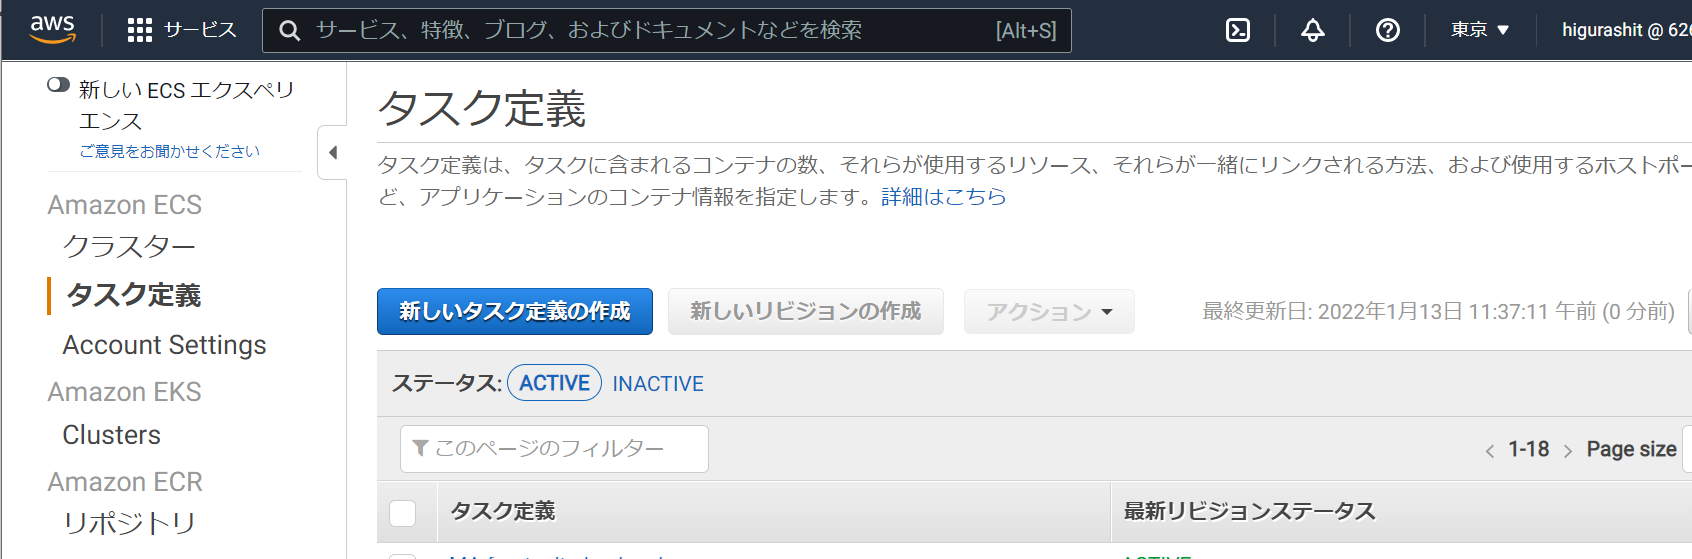 aws
サービス
サービス、特徴、ブログ、およびドキュメントなどを検索
[Alt+S]
東京
higurashit @ 626
新しい ECS エクスペリ
エンス
ご意見をお聞かせください
Amazon ECS
クラスター
タスク定義
Account Settings
Amazon EKS
Clusters
Amazon ECR
リポジトリ
タスク定義
タスク定義は、タスクに含まれるコンテナの数、それらが使用するリソース、それらが一緒にリンクされる方法、および使用するホストポー
ど、アプリケーションのコンテナ情報を指定します。詳細はこちら
新しいタスク定義の作成
新しいリビジョンの作成
アクション
最終更新日: 2022年1月13日 11:37:11 午前 (0 分前)
ステータス: ACTIVE INACTIVE
このページのフィルター
< 1-18 > Page size
タスク定義
最新リビジョンステータス
ACTIVE